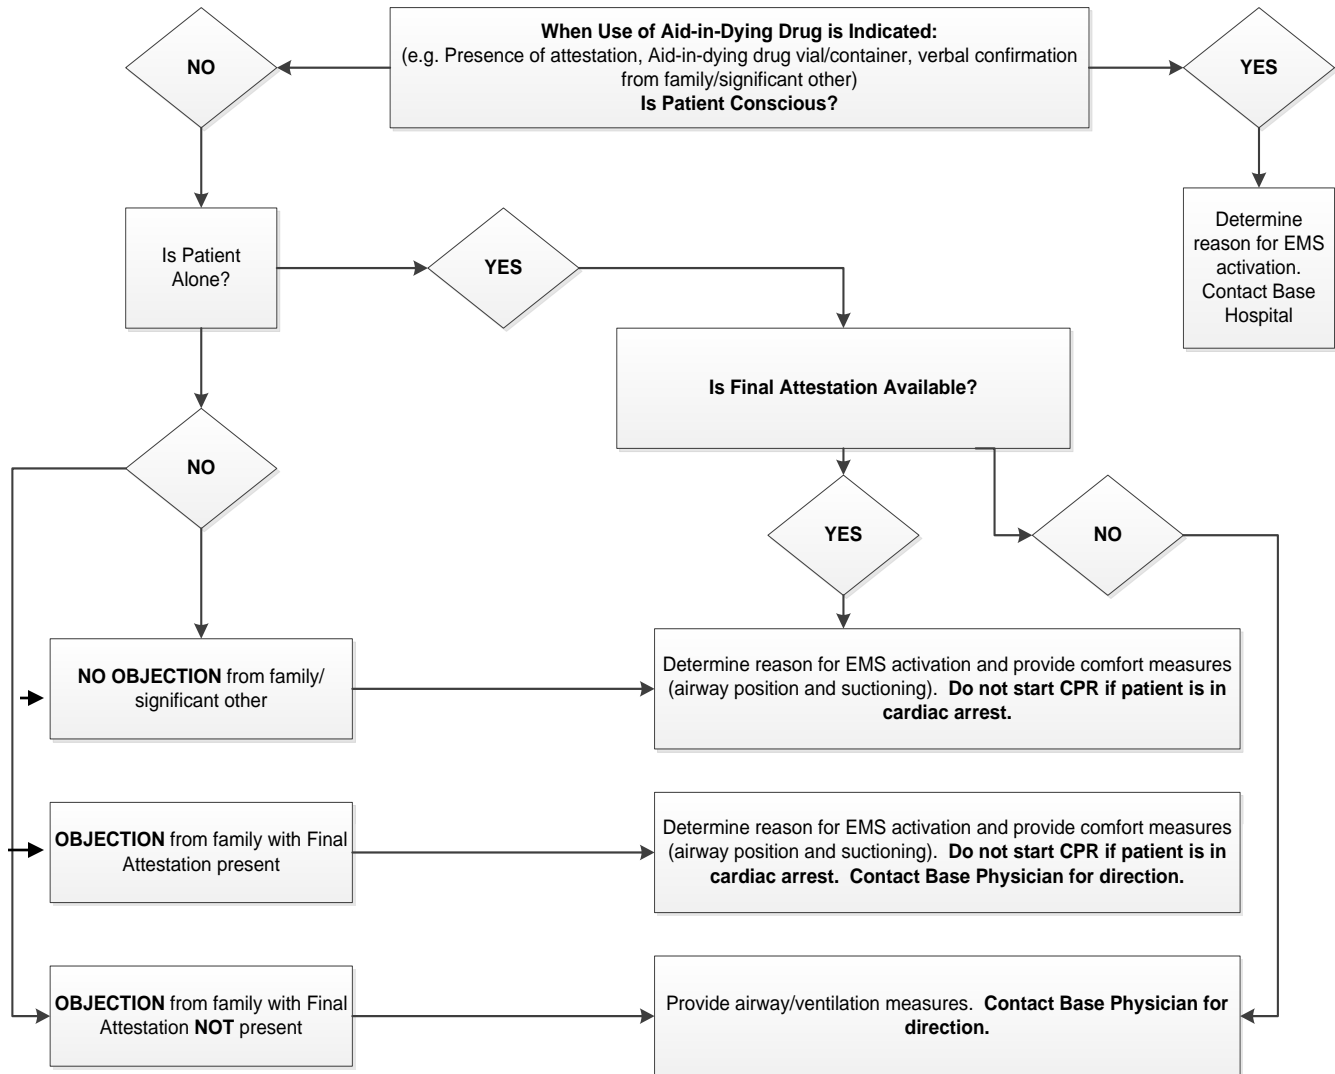 When Use of Aid-in-Dying Drug is Indicated:
(e.g. Presence of attestation, Aid-in-dying drug vial/container, verbal confirmation
from family/significant other)
Is Patient Conscious?
NO
YES
Determine
reason for EMS
activation.
Contact Base
Hospital
Is Patient
Alone?
YES
Is Final Attestation Available?
NO
YES
NO
NO OBJECTION from family/
significant other
Determine reason for EMS activation and provide comfort measures
(airway position and suctioning).  Do not start CPR if patient is in
cardiac arrest.
OBJECTION from family with Final
Attestation present
Determine reason for EMS activation and provide comfort measures
(airway position and suctioning).  Do not start CPR if patient is in
cardiac arrest.  Contact Base Physician for direction.
OBJECTION from family with Final
Attestation NOT present
Provide airway/ventilation measures.  Contact Base Physician for
direction.